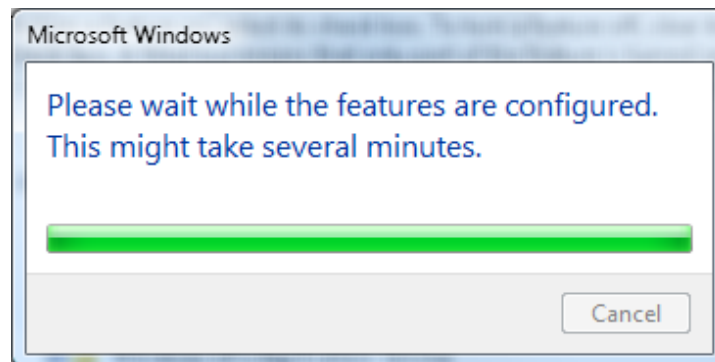 Microsoft Windows
Please wait while the features are configured.
This might take several minutes.
Cancel